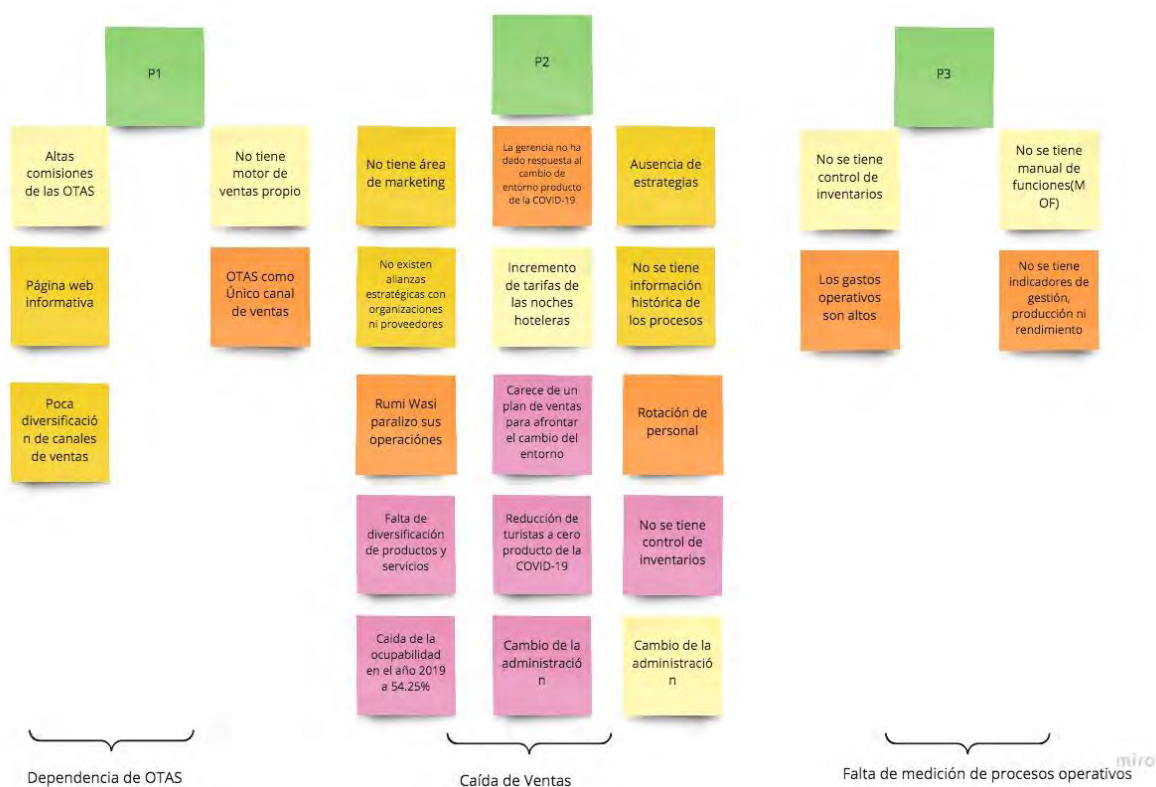 P1
Altas
comisiones
de las OTAS
No tiene
motor de
ventas propio
Página web
informativa
OTAS como
Único canal
de ventas
Poca
diversificació
n de canales
de ventas
Dependencia de OTAS
P2
No tiene área
de marketing
La gerencia no ha
dado respuesta al
cambio de
entorno producto
de la COVID-19
Ausencia de
estrategias
No existen
alianzas
estratégicas con
organizaciones
ni proveedores
Incremento
de tarifas de
las noches
hoteleras
No se tiene
información
histórica de
los procesos
Rumi Wasi
paralizo sus
operaciónes
Carece de un
plan de ventas
para afrontar
el cambio del
entorno
Rotación de
personal
Falta de
diversificación
de productos y
servicios
Reducción de
turistas a cero
producto de la
COVID-19
No se tiene
control de
inventarios
Caida de la
ocupabilidad
en el año 2019
a 54.25%
Cambio de la
administració
n
Cambio de la
administració
n
Caída de Ventas
P3
No se tiene
control de
inventarios
No se tiene
manual de
funciones(M
OF)
Los gastos
operativos
son altos
No se tiene
indicadores de
gestión,
producción ni
rendimiento
Falta de medición de procesos operativos
miro